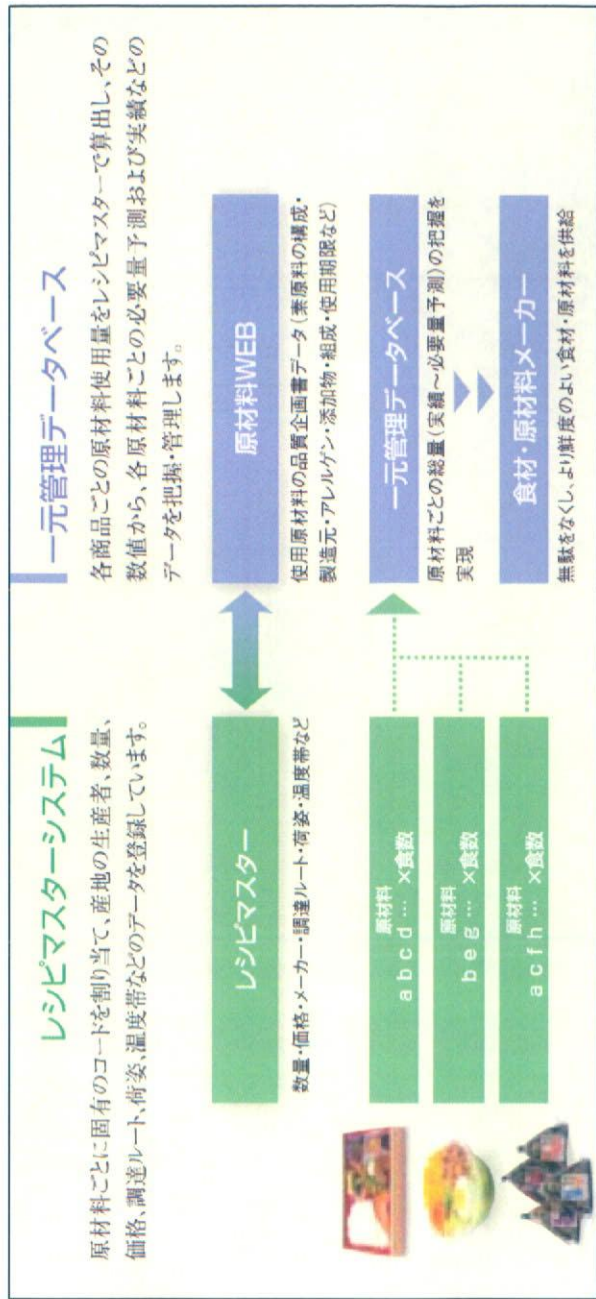 レシピマスターシステム
原材料ごとに固有のコードを割り当て、産地の生産者、数量、
価格、調達ルート、荷姿、温度帯などのデータを登録しています。
レシピマスター
数量・価格・メーカー・調達ルート・荷姿・温度帯など
原材料
a b c d … ×食数
原材料
b e g … ×食数
原材料
a c f h … ×食数
一元管理データベース
各商品ごとの原材料使用量をレシピマスターで算出し、その
数値から、各原材料ごとの必要量予測および実績などの
データを把握・管理します。
原材料WEB
使用原材料の品質企画書データ(素原料の構成・
製造元・アレルゲン・添加物・組成・使用期限など)
一元管理データベース
原材料ごとの総量(実績〜必要量予測)の把握を
実現
食材・原材料メーカー
無駄をなくし、より鮮度のよい食材・原材料を供給